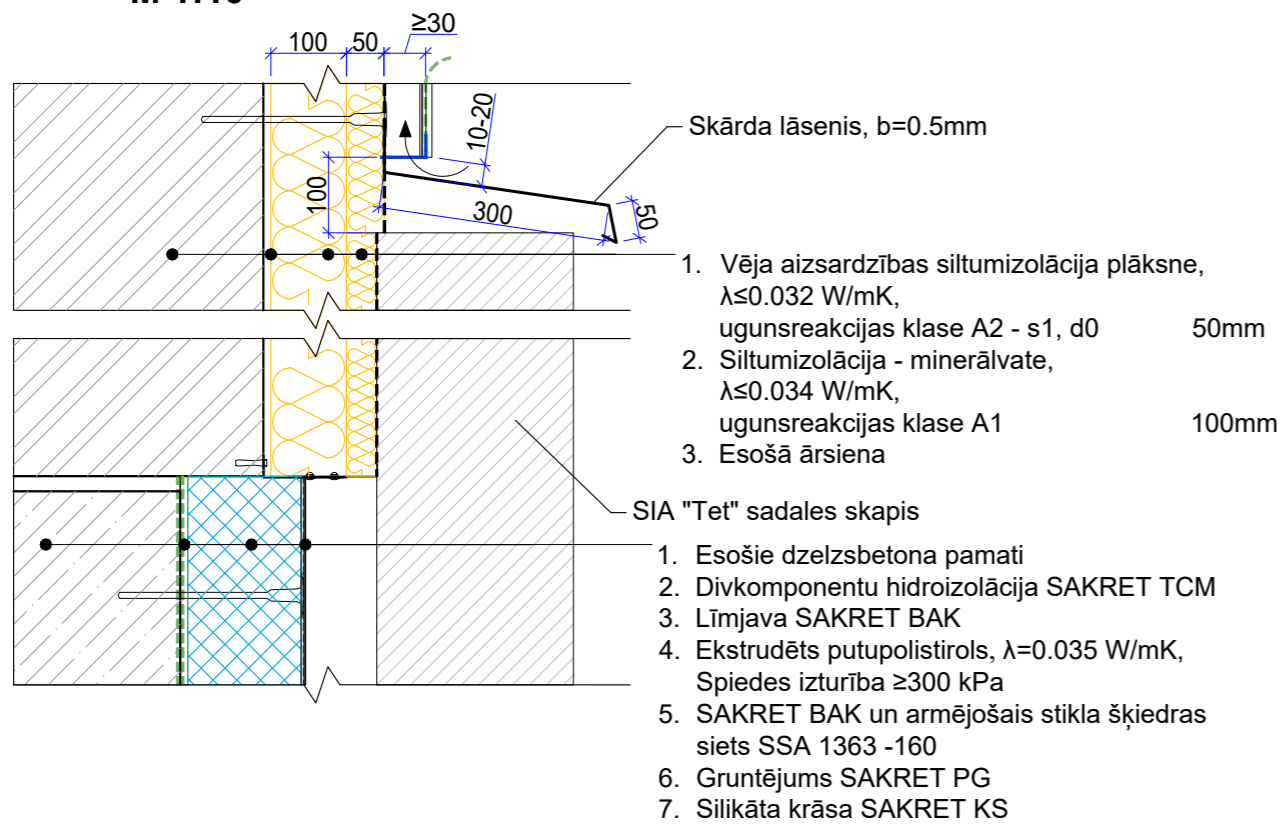 ≥30
100 50
10-20
Skārda lāsenis, b=0.5mm
100
300
50
1. Vēja aizsardzības siltumizolācija plāksne,
λ≤0.032 W/mK,
ugunsreakcijas klase A2 - s1, d0 50mm
2. Siltumizolācija - minerālvate,
λ≤0.034 W/mK,
ugunsreakcijas klase A1 100mm
3. Esošā ārsiena
SIA "Tet" sadales skapis
1. Esošie dzelzsbetona pamati
2. Divkomponentu hidroizolācija SAKRET TCM
3. Līmjava SAKRET BAK
4. Ekstrudēts putupolistirols, λ=0.035 W/mK,
Spiedes izturība ≥300 kPa
5. SAKRET BAK un armējošais stikla šķiedras
siets SSA 1363 -160
6. Gruntējums SAKRET PG
7. Silikāta krāsa SAKRET KS